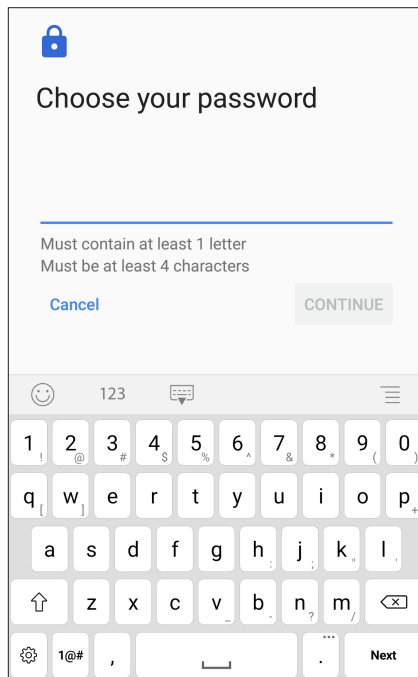 Choose your password
Must contain at least 1 letter
Must be at least 4 characters
Cancel CONTINUE
123
1 ! 2 @ 3 # 4 $ 5 % 6 ^ 7 & 8 * 9 ( 0 )
q [ w ] e r t y u i o p +
a s d f g h : j ; k " l '
z x c v _ b - n ? m /
1@# , ... . Next